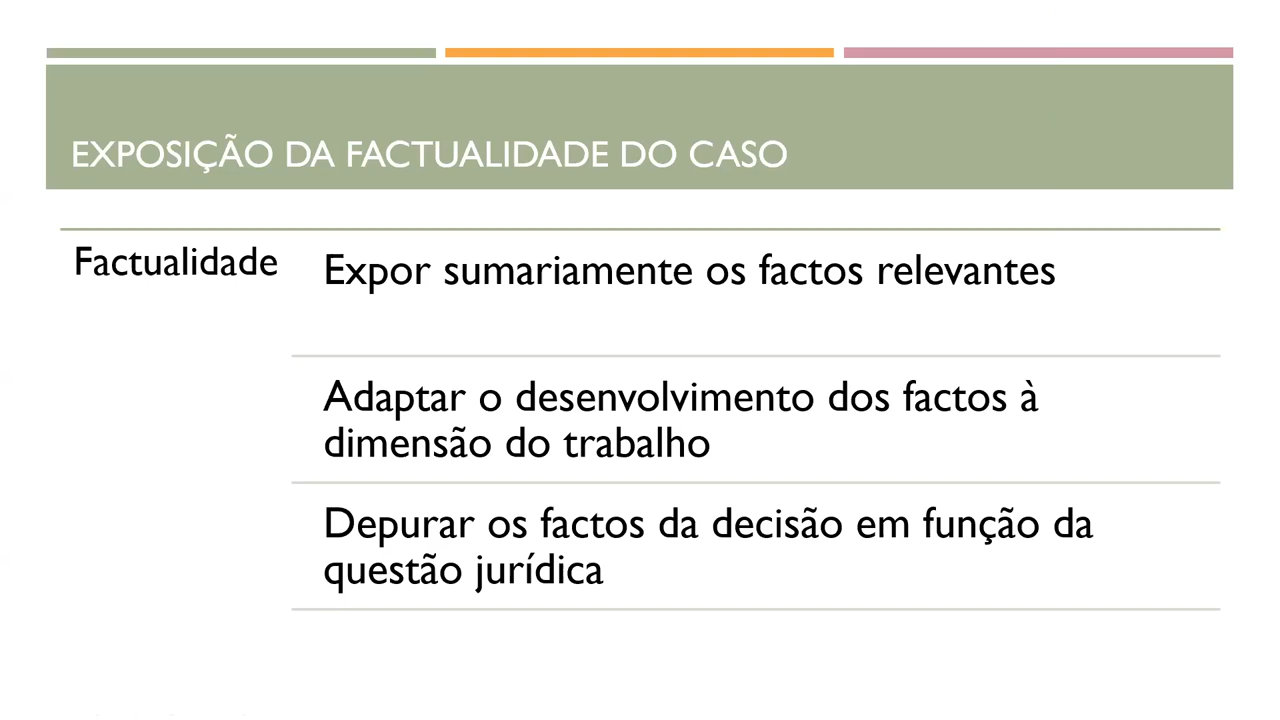 EXPOSIÇÃO DA FACTUALIDADE DO CASO
Factualidade
Expor sumariamente os factos relevantes
Adaptar o desenvolvimento dos factos à
dimensão do trabalho
Depurar os factos da decisão em função da
questão jurídica